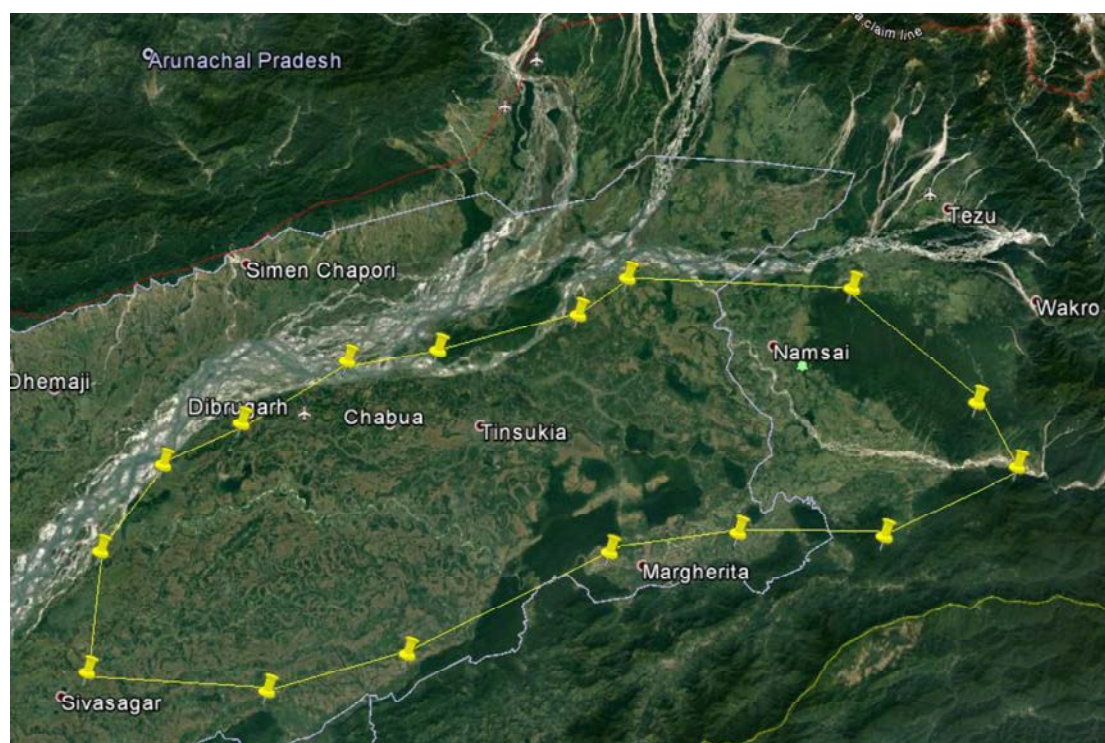 a claim line
Arunachal Pradesh
Tezu
Simen Chapori
Wakro
Namsai
Dhemaji
Dibrugarh
Chabua
Tinsukia
Margherita
Sivasagar